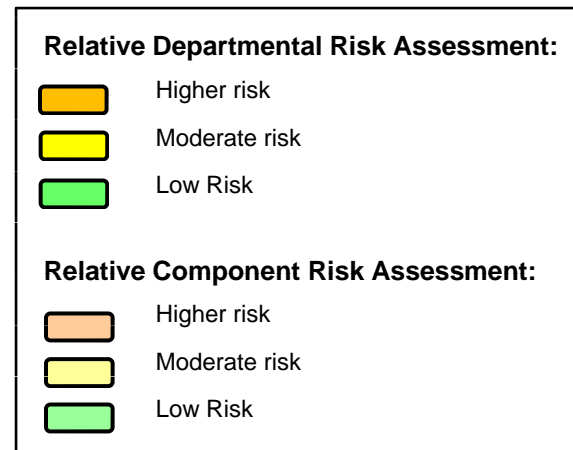 Relative Departmental Risk Assessment:
Higher risk
Moderate risk
Low Risk
Relative Component Risk Assessment:
Higher risk
Moderate risk
Low Risk